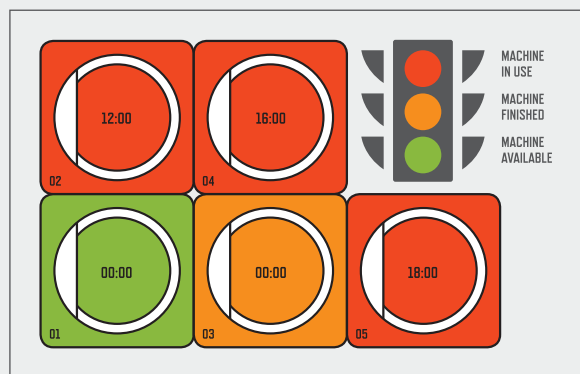 12:00
02
16:00
04
MACHINE
IN USE
MACHINE
FINISHED
MACHINE
AVAILABLE
00:00
01
00:00
03
18:00
05